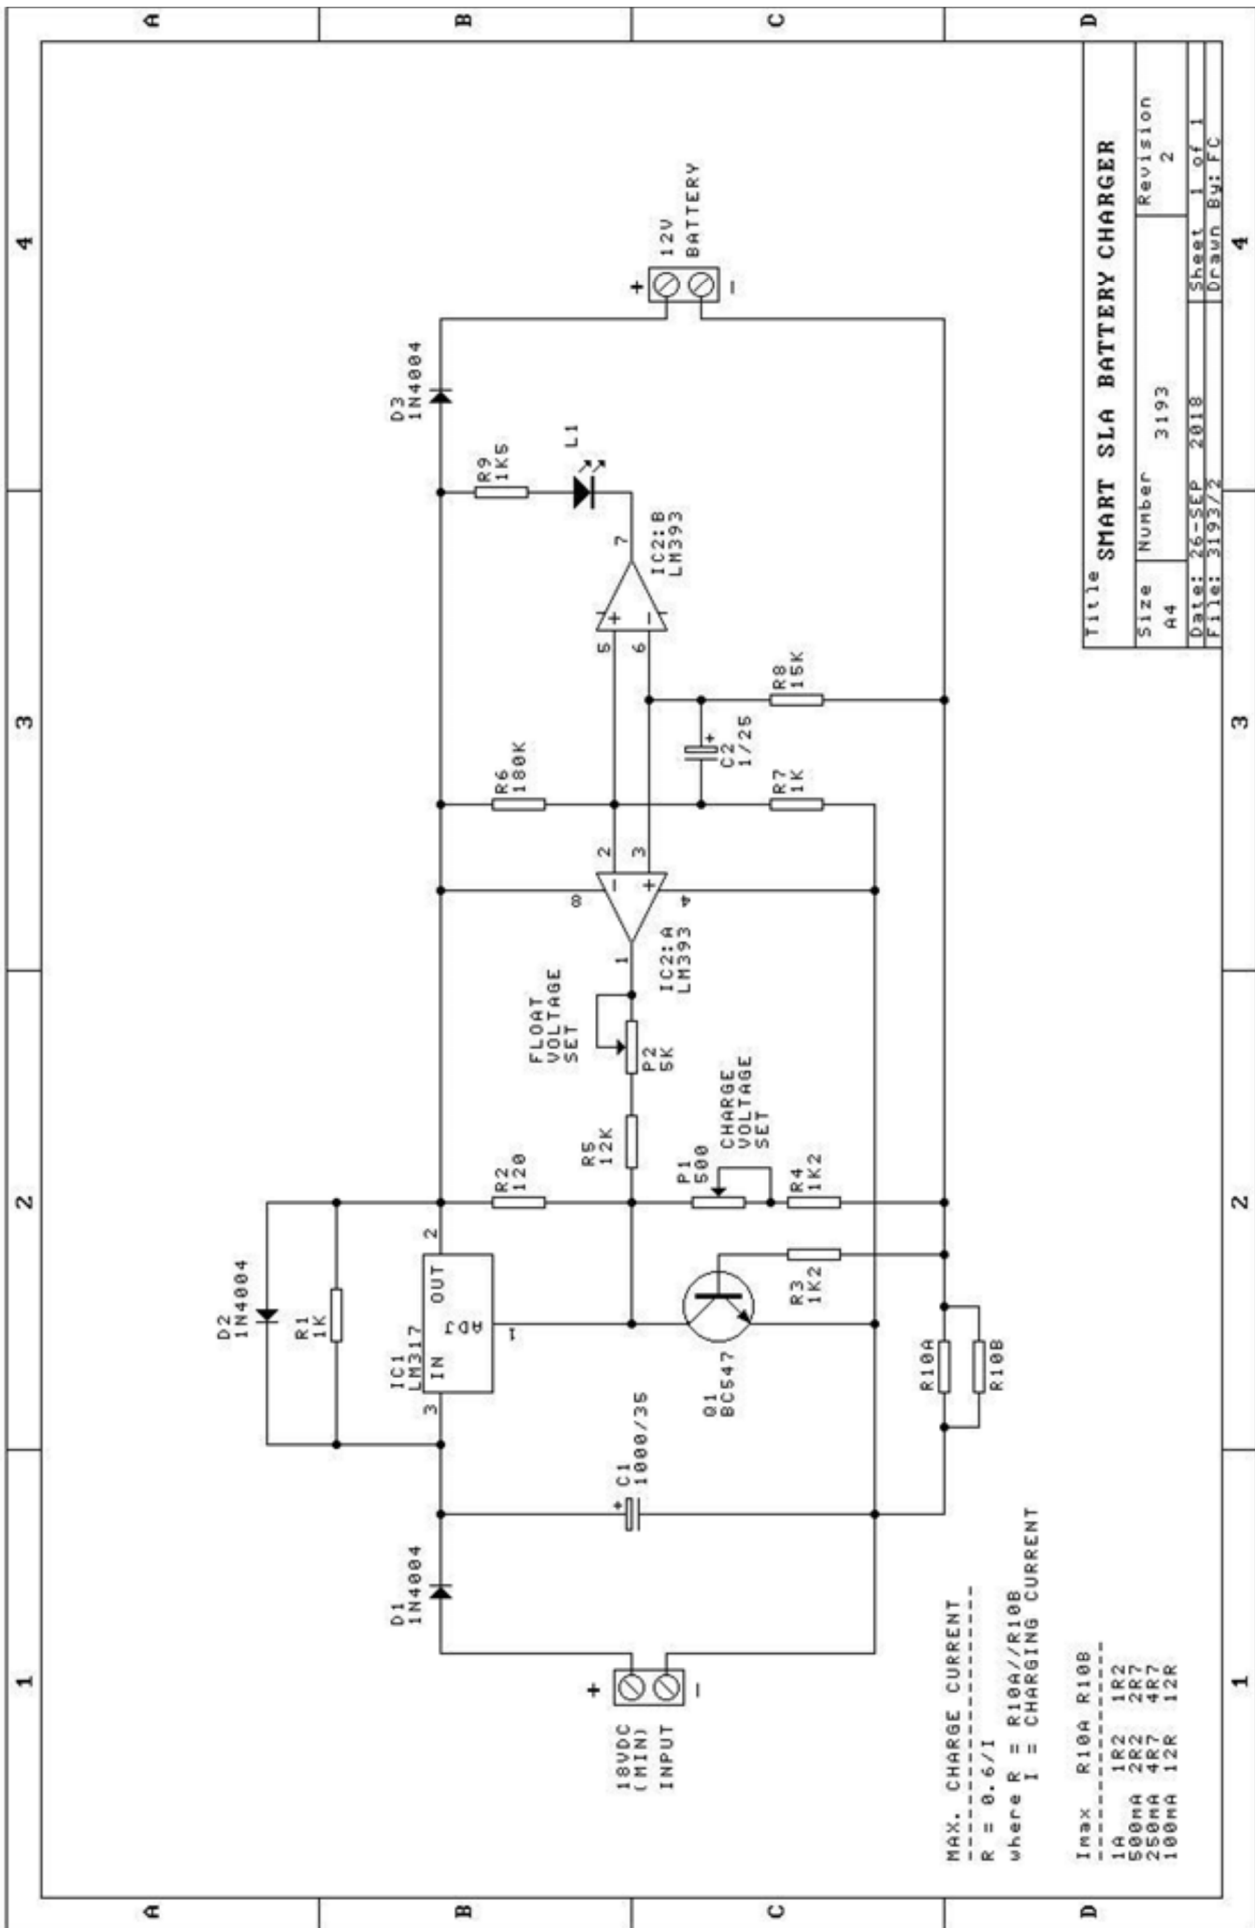 1 2 3 4
A
B
C
D
D1
1N4004
18VDC
(MIN)
INPUT
+
-
C1
1000/35
+
D2
1N4004
R1
1K
IC1
LM317
IN OUT
ADJ
3
2
1
R2
120
Q1
BC547
R3
1K2
R4
1K2
P1
500
CHARGE
VOLTAGE
SET
R5
12K
P2
5K
FLOAT
VOLTAGE
SET
IC2:A
LM393
1
2
3
8
4
-
+
R6
180K
R7
1K
C2
1/25
+
R8
15K
IC2:B
LM393
5
6
7
+
-
R9
1K5
L1
D3
1N4004
+
12V
BATTERY
-
R10A
R10B
MAX. CHARGE CURRENT
R = 0.6/I
where R = R10A//R10B
I = CHARGING CURRENT
Imax R10A R10B
1A 1R2 1R2
500MA 2R2 2R7
250MA 4R7 4R7
100MA 12R 12R
Title
SMART SLA BATTERY CHARGER
Size Number Revision
A4 3193 2
Date: 26-SEP 2018 Sheet 1 of 1
File: 3193/2 Drawn By: FC
A
B
C
D
1 2 3 4